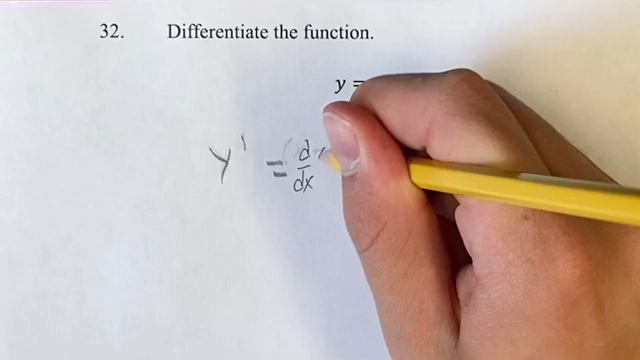 32. Differentiate the function.
y =
y' = d/dx